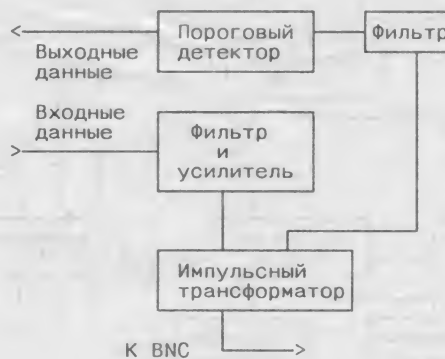 Пороговый
детектор
Фильтр
Выходные
данные
Входные
данные
Фильтр
и
усилитель
Импульсный
трансформатор
К BNC